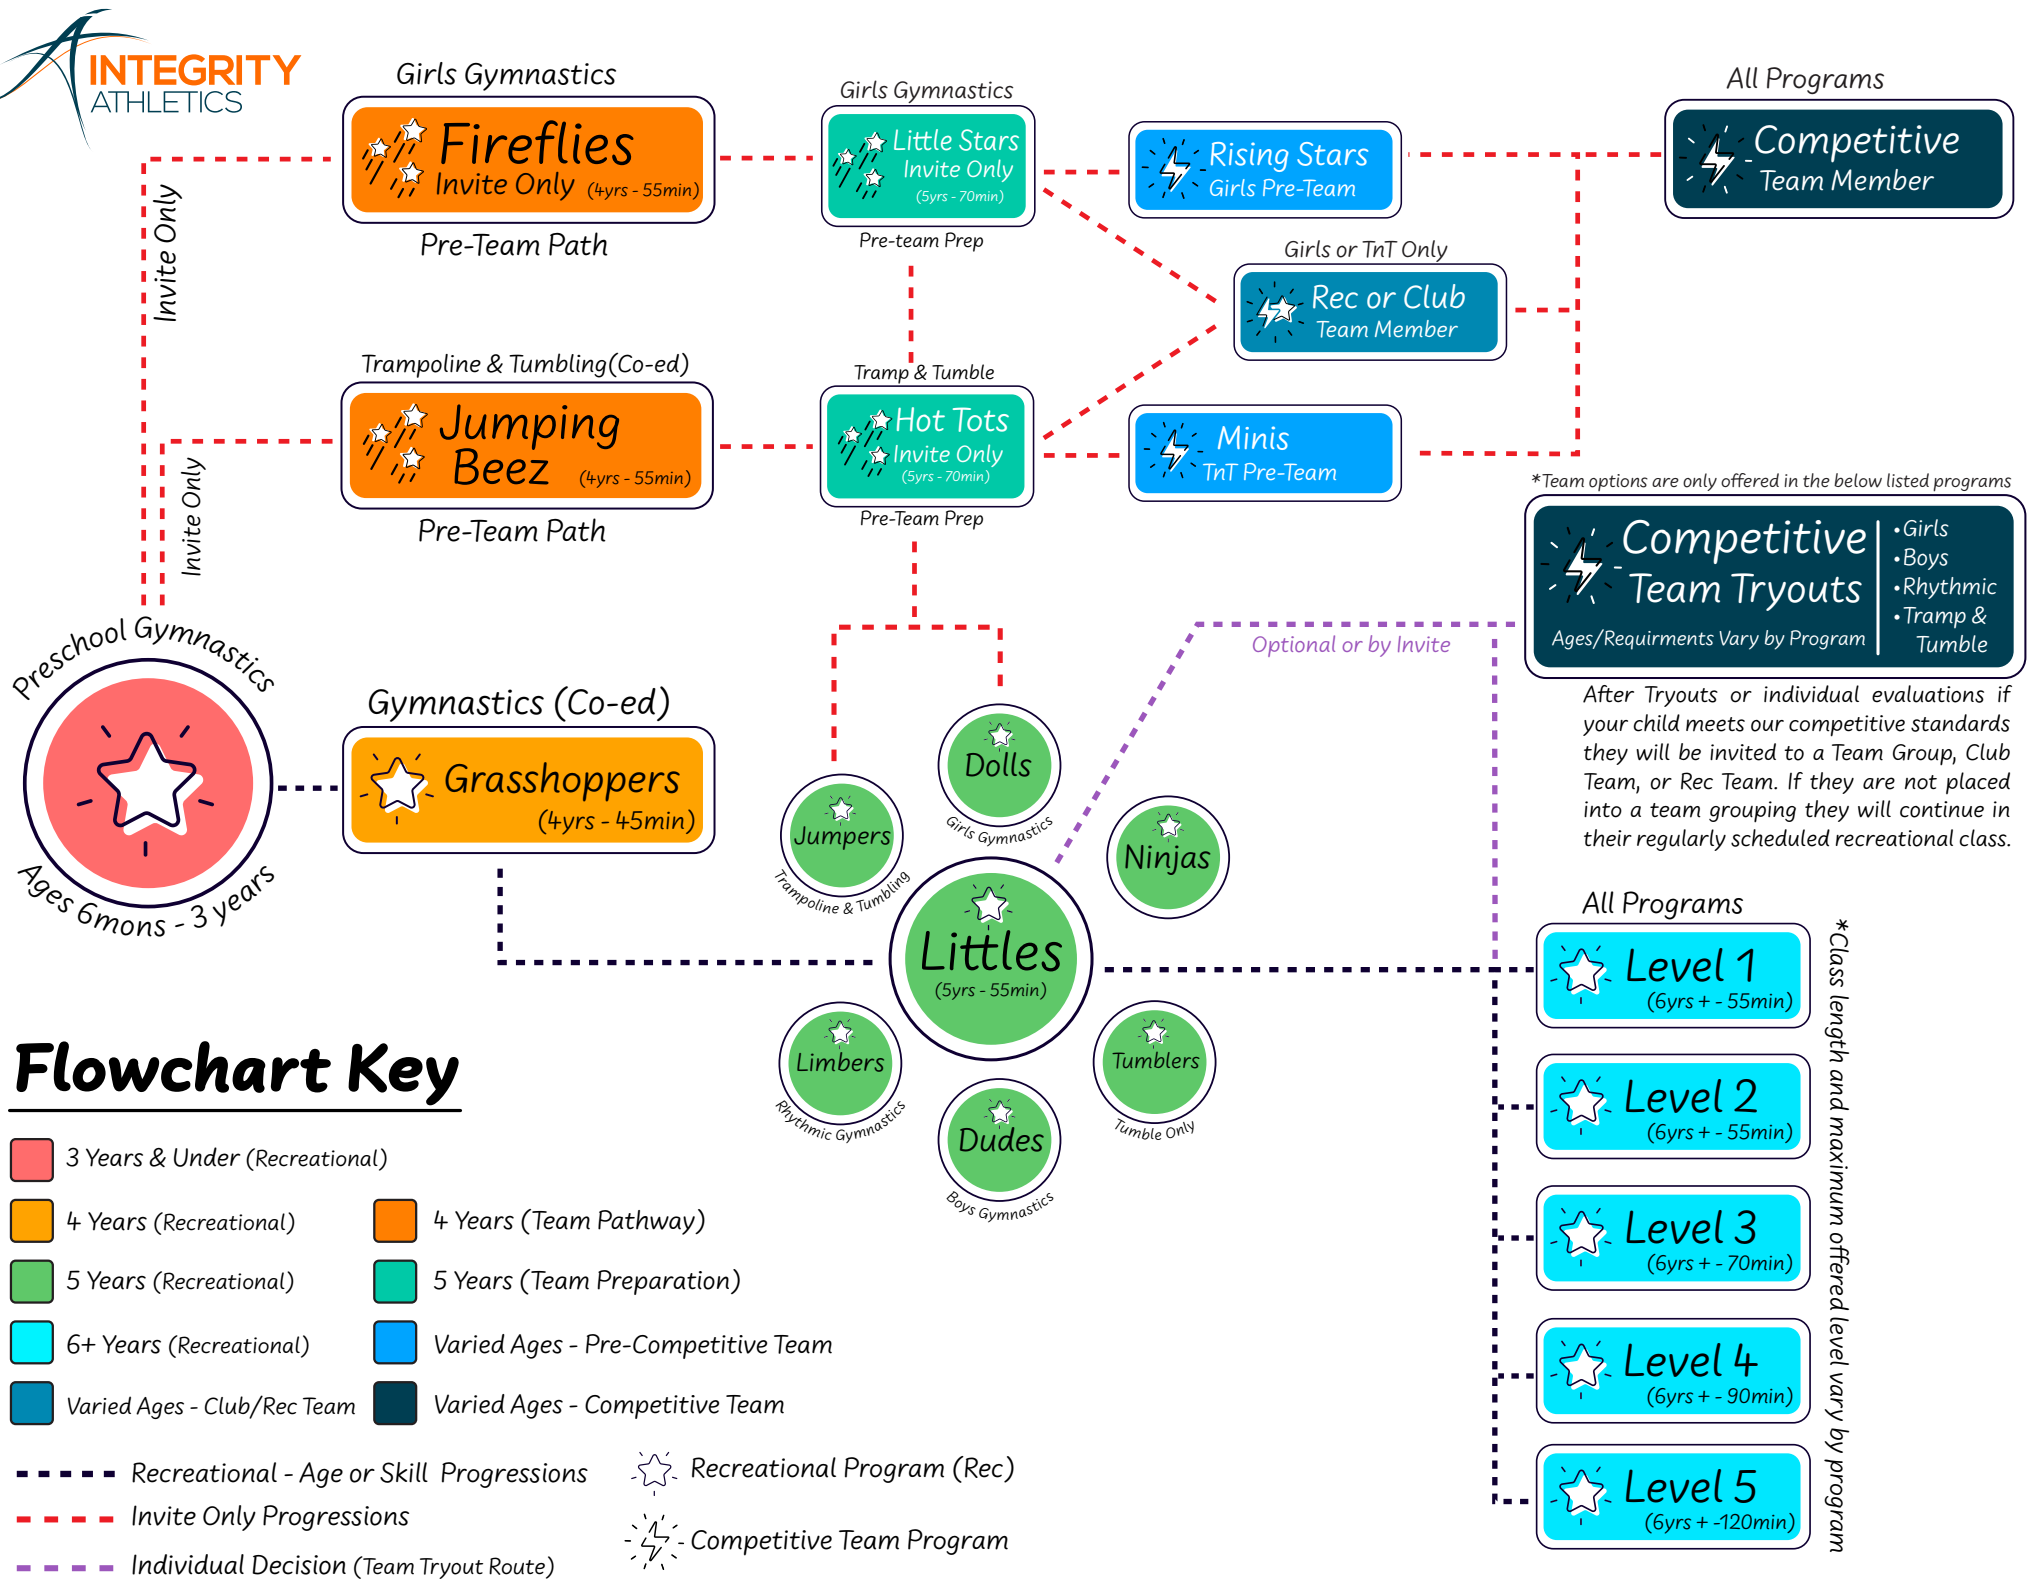 INTEGRITY
ATHLETICS
Girls Gymnastics
Fireflies
Invite Only (4yrs - 55min)
Pre-Team Path
Girls Gymnastics
Little Stars
Invite Only
(5yrs - 70min)
Pre-team Prep
Rising Stars
Girls Pre-Team
All Programs
Competitive
Team Member
Girls or TnT Only
Rec or Club
Team Member
Invite Only
Trampoline & Tumbling(Co-ed)
Jumping
Beez (4yrs - 55min)
Pre-Team Path
Tramp & Tumble
Hot Tots
Invite Only
(5yrs - 70min)
Pre-Team Prep
Minis
TnT Pre-Team
Invite Only
*Team options are only offered in the below listed programs
Competitive
Team Tryouts
Ages/Requirments Vary by Program
•Girls
•Boys
•Rhythmic
•Tramp &
Tumble
Optional or by Invite
After Tryouts or individual evaluations if
your child meets our competitive standards
they will be invited to a Team Group, Club
Team, or Rec Team. If they are not placed
into a team grouping they will continue in
their regularly scheduled recreational class.
Preschool Gymnastics
Ages 6mons - 3 years
Gymnastics (Co-ed)
Grasshoppers
(4yrs - 45min)
Dolls
Girls Gymnastics
Jumpers
Trampoline & Tumbling
Ninjas
Littles
(5yrs - 55min)
Limbers
Rhythmic Gymnastics
Tumblers
Tumble Only
Dudes
Boys Gymnastics
All Programs
Level 1
(6yrs + - 55min)
Level 2
(6yrs + - 55min)
Level 3
(6yrs + - 70min)
Level 4
(6yrs + - 90min)
Level 5
(6yrs + -120min)
*Class length and maximum offered level vary by program
Flowchart Key
3 Years & Under (Recreational)
4 Years (Recreational)
4 Years (Team Pathway)
5 Years (Recreational)
5 Years (Team Preparation)
6+ Years (Recreational)
Varied Ages - Pre-Competitive Team
Varied Ages - Club/Rec Team
Varied Ages - Competitive Team
Recreational - Age or Skill Progressions
Recreational Program (Rec)
Invite Only Progressions
Competitive Team Program
Individual Decision (Team Tryout Route)